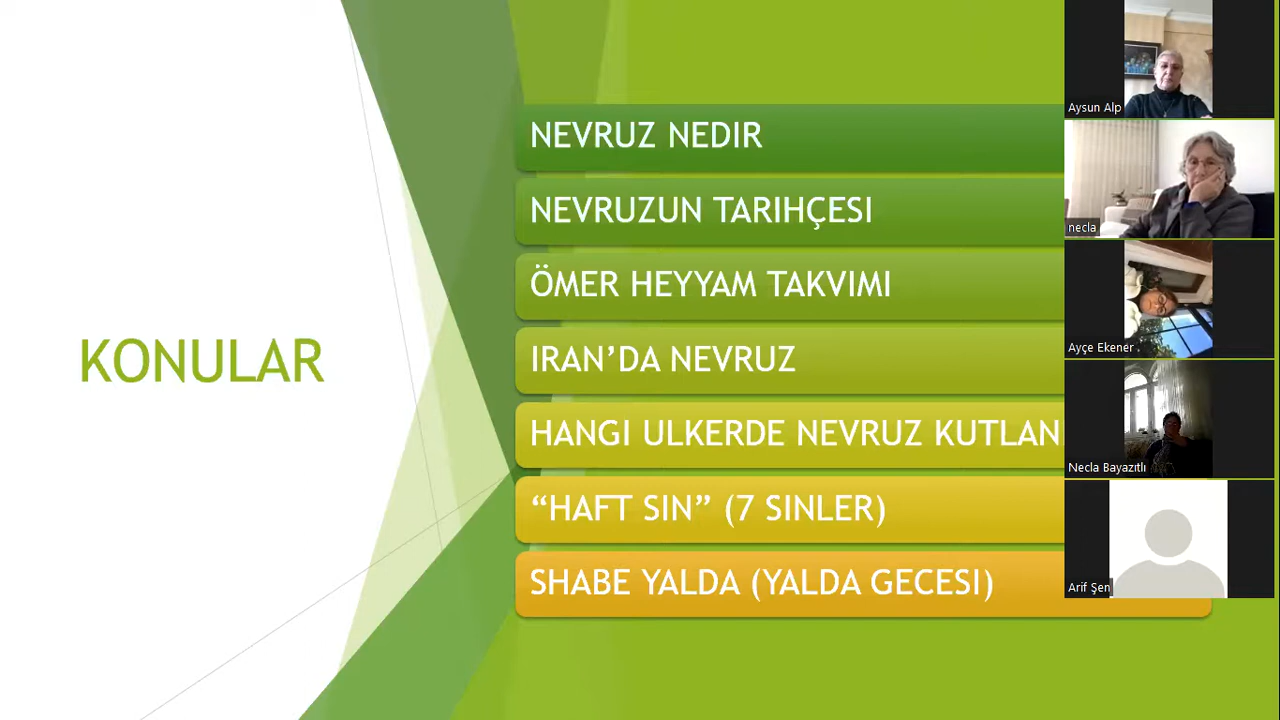 KONULAR
NEVRUZ NEDIR
NEVRUZUN TARIHÇESI
ÖMER HEYYAM TAKVIMI
IRAN’DA NEVRUZ
HANGI ULKERDE NEVRUZ KUTLAN
“HAFT SIN” (7 SINLER)
SHABE YALDA (YALDA GECESI)
Aysun Alp
necla
Ayçe Ekener
Necla Bayazıtlı
Arif Şen